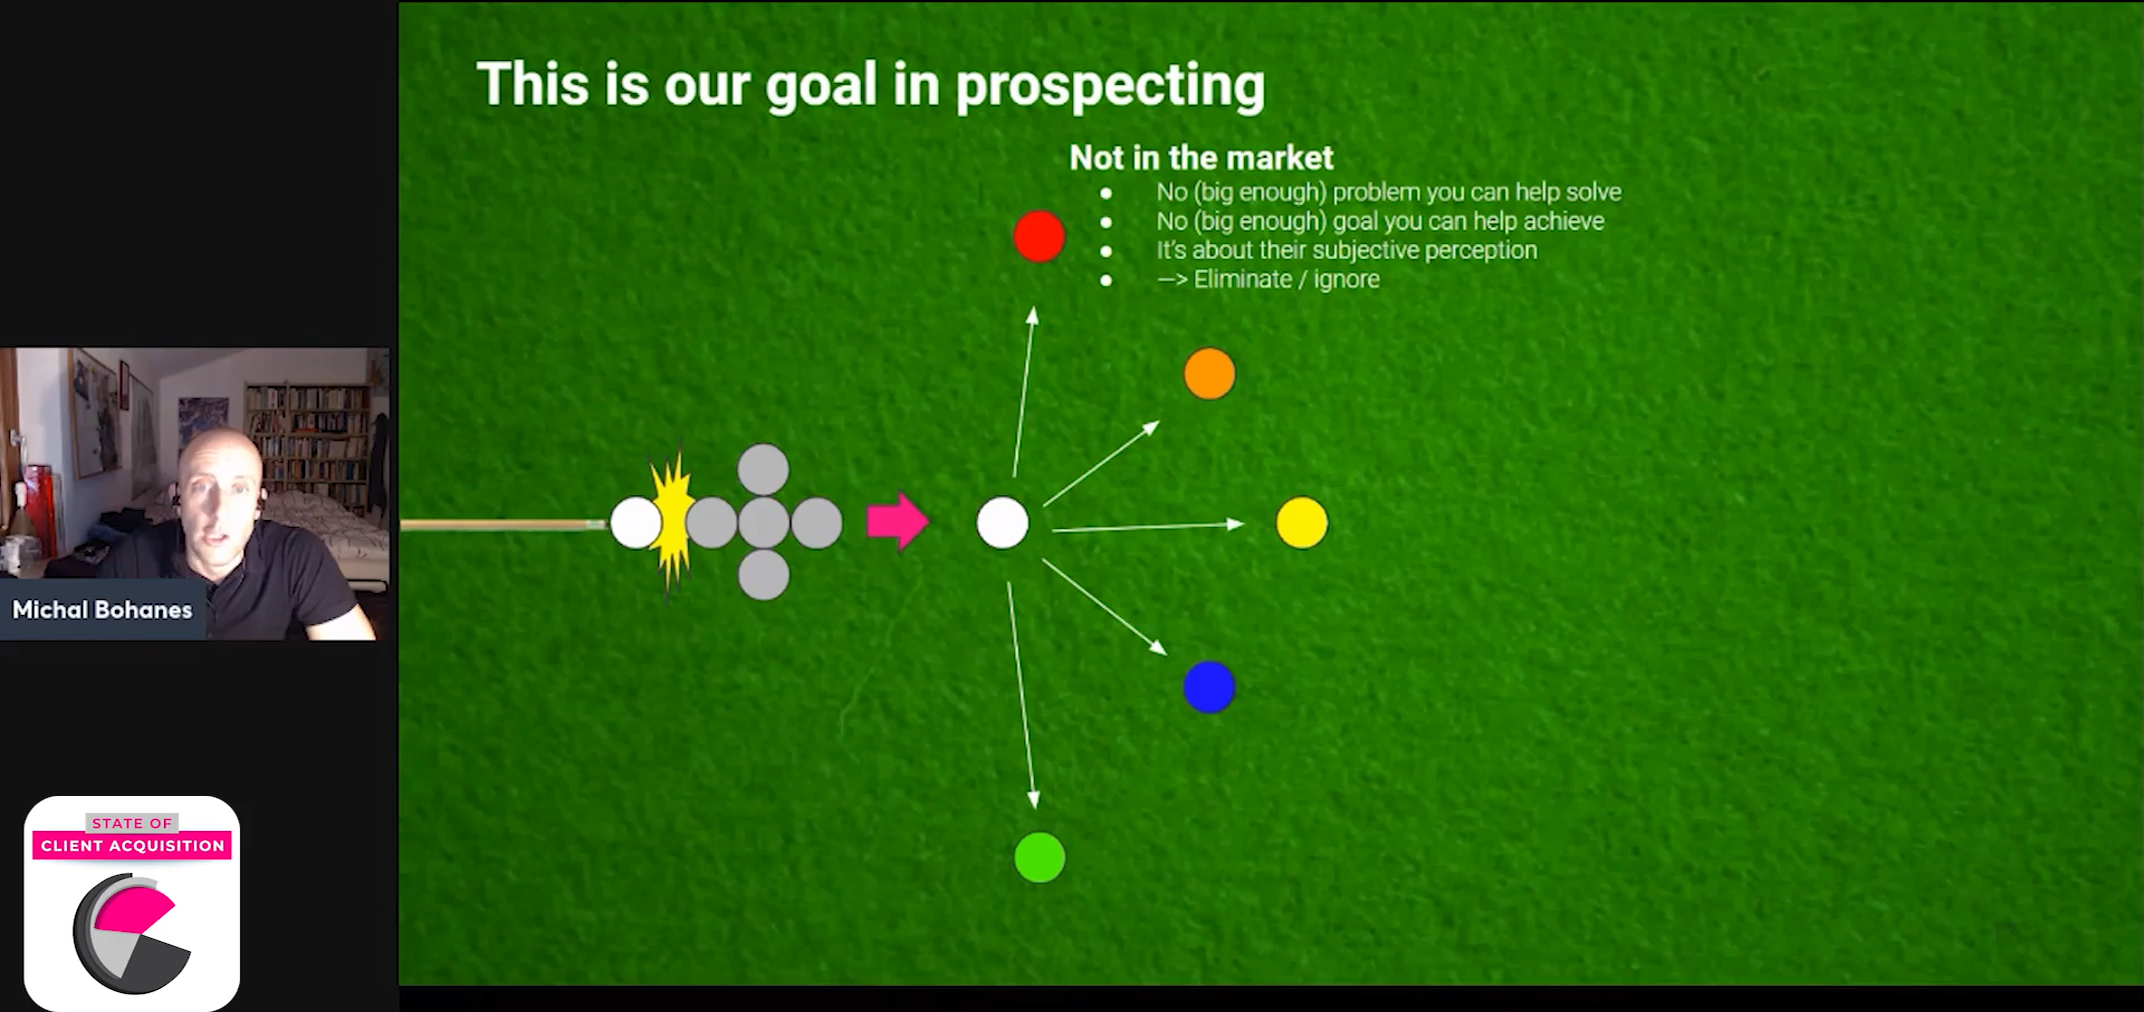 This is our goal in prospecting
Not in the market
No (big enough) problem you can help solve
No (big enough) goal you can help achieve
It's about their subjective perception
—> Eliminate / ignore
Michal Bohanes
STATE OF
CLIENT ACQUISITION